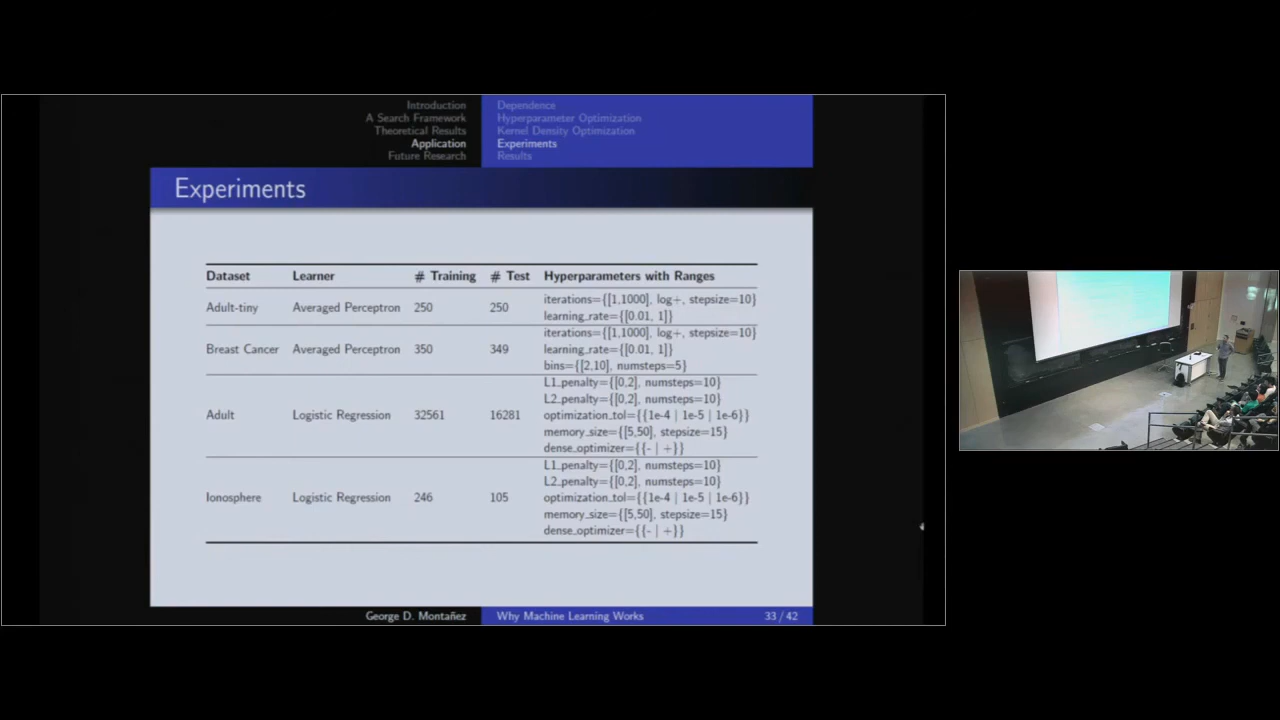 Introduction
A Search Framework
Theoretical Results
Application
Future Research
Dependence
Hyperparameter Optimization
Kernel Density Optimization
Experiments
Results
Experiments
Dataset Learner # Training # Test Hyperparameters with Ranges
Adult-tiny Averaged Perceptron 250 250 iterations={[1,1000], log+, stepsize=10}
learning_rate={[0.01, 1]}
Breast Cancer Averaged Perceptron 350 349 iterations={[1,1000], log+, stepsize=10}
learning_rate={[0.01, 1]}
bins={[2,10], numsteps=5}
Adult Logistic Regression 32561 16281 L1_penalty={[0,2], numsteps=10}
L2_penalty={[0,2], numsteps=10}
optimization_tol={{1e-4 | 1e-5 | 1e-6}}
memory_size={[5,50], stepsize=15}
dense_optimizer={{- | +}}
Ionosphere Logistic Regression 246 105 L1_penalty={[0,2], numsteps=10}
L2_penalty={[0,2], numsteps=10}
optimization_tol={{1e-4 | 1e-5 | 1e-6}}
memory_size={[5,50], stepsize=15}
dense_optimizer={{- | +}}
George D. Montañez Why Machine Learning Works 33 / 42